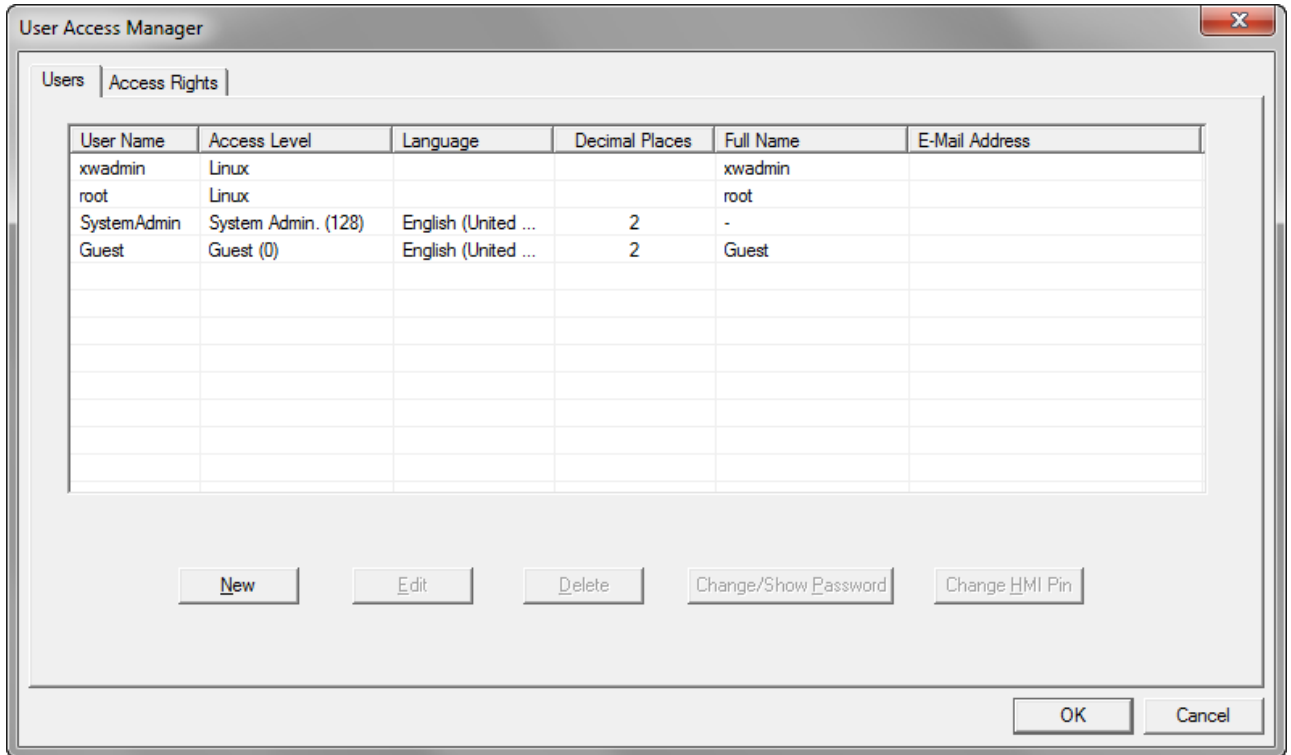 User Access Manager
Users Access Rights
User Name Access Level Language Decimal Places Full Name E-Mail Address
xwadmin Linux xwadmin
root Linux root
SystemAdmin System Admin. (128) English (United ... 2 -
Guest Guest (0) English (United ... 2 Guest
New Edit Delete Change/Show Password Change HMI Pin
OK Cancel